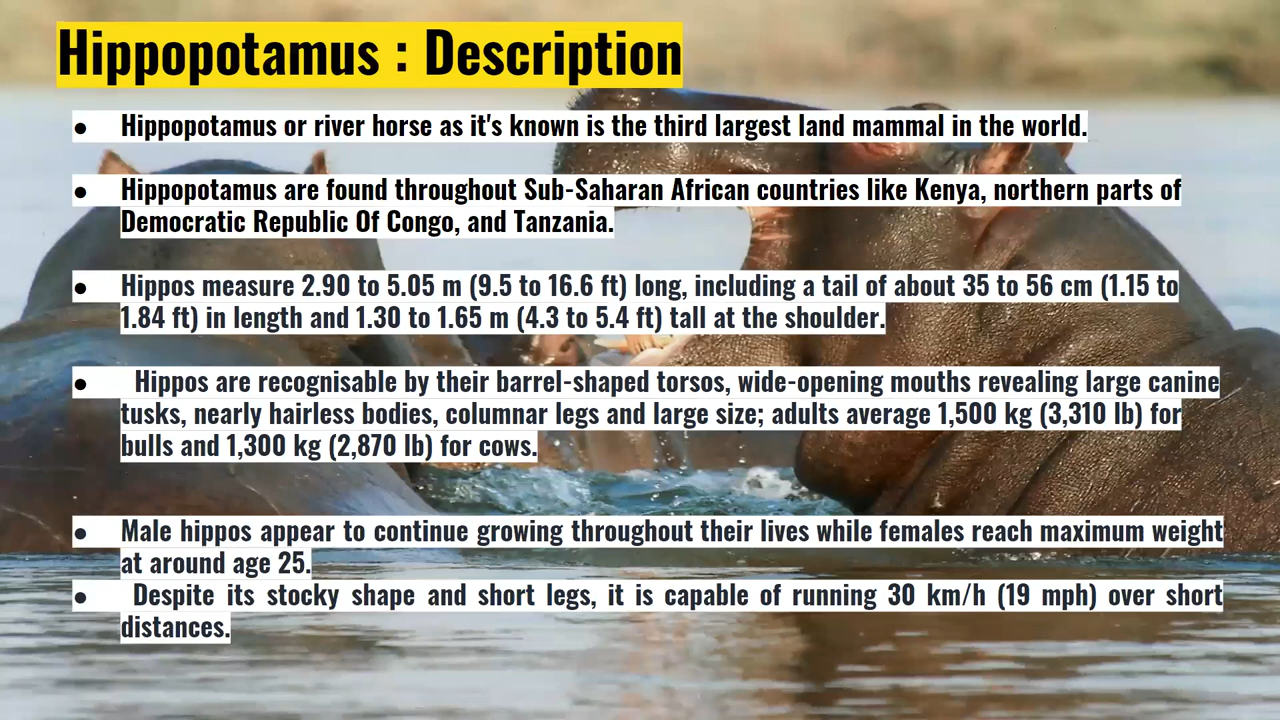 Hippopotamus : Description
● Hippopotamus or river horse as it's known is the third largest land mammal in the world.
● Hippopotamus are found throughout Sub-Saharan African countries like Kenya, northern parts of
Democratic Republic Of Congo, and Tanzania.
● Hippos measure 2.90 to 5.05 m (9.5 to 16.6 ft) long, including a tail of about 35 to 56 cm (1.15 to
1.84 ft) in length and 1.30 to 1.65 m (4.3 to 5.4 ft) tall at the shoulder.
● Hippos are recognisable by their barrel-shaped torsos, wide-opening mouths revealing large canine
tusks, nearly hairless bodies, columnar legs and large size; adults average 1,500 kg (3,310 lb) for
bulls and 1,300 kg (2,870 lb) for cows.
● Male hippos appear to continue growing throughout their lives while females reach maximum weight
at around age 25.
● Despite its stocky shape and short legs, it is capable of running 30 km/h (19 mph) over short
distances.